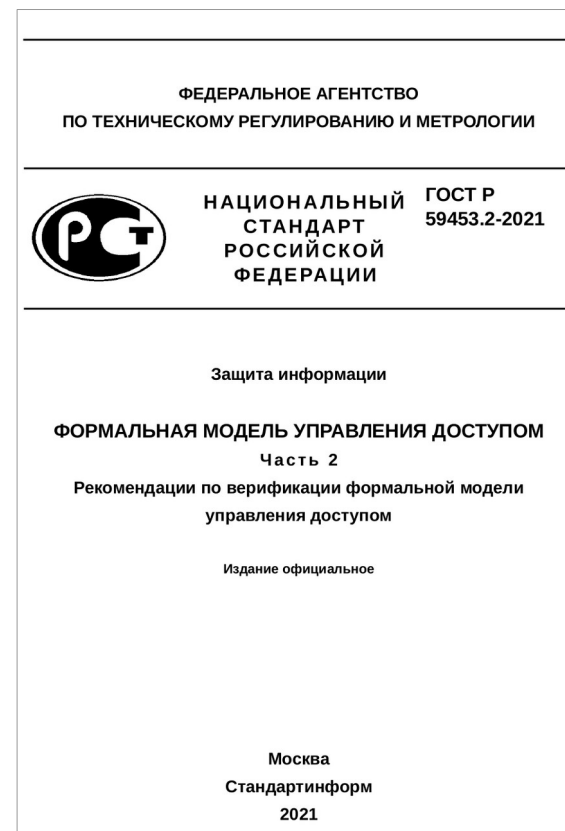 ФЕДЕРАЛЬНОЕ АГЕНТСТВО
ПО ТЕХНИЧЕСКОМУ РЕГУЛИРОВАНИЮ И МЕТРОЛОГИИ
НАЦИОНАЛЬНЫЙ
СТАНДАРТ
РОССИЙСКОЙ
ФЕДЕРАЦИИ
ГОСТ Р
59453.2-2021
Защита информации
ФОРМАЛЬНАЯ МОДЕЛЬ УПРАВЛЕНИЯ ДОСТУПОМ
Часть 2
Рекомендации по верификации формальной модели
управления доступом
Издание официальное
Москва
Стандартинформ
2021